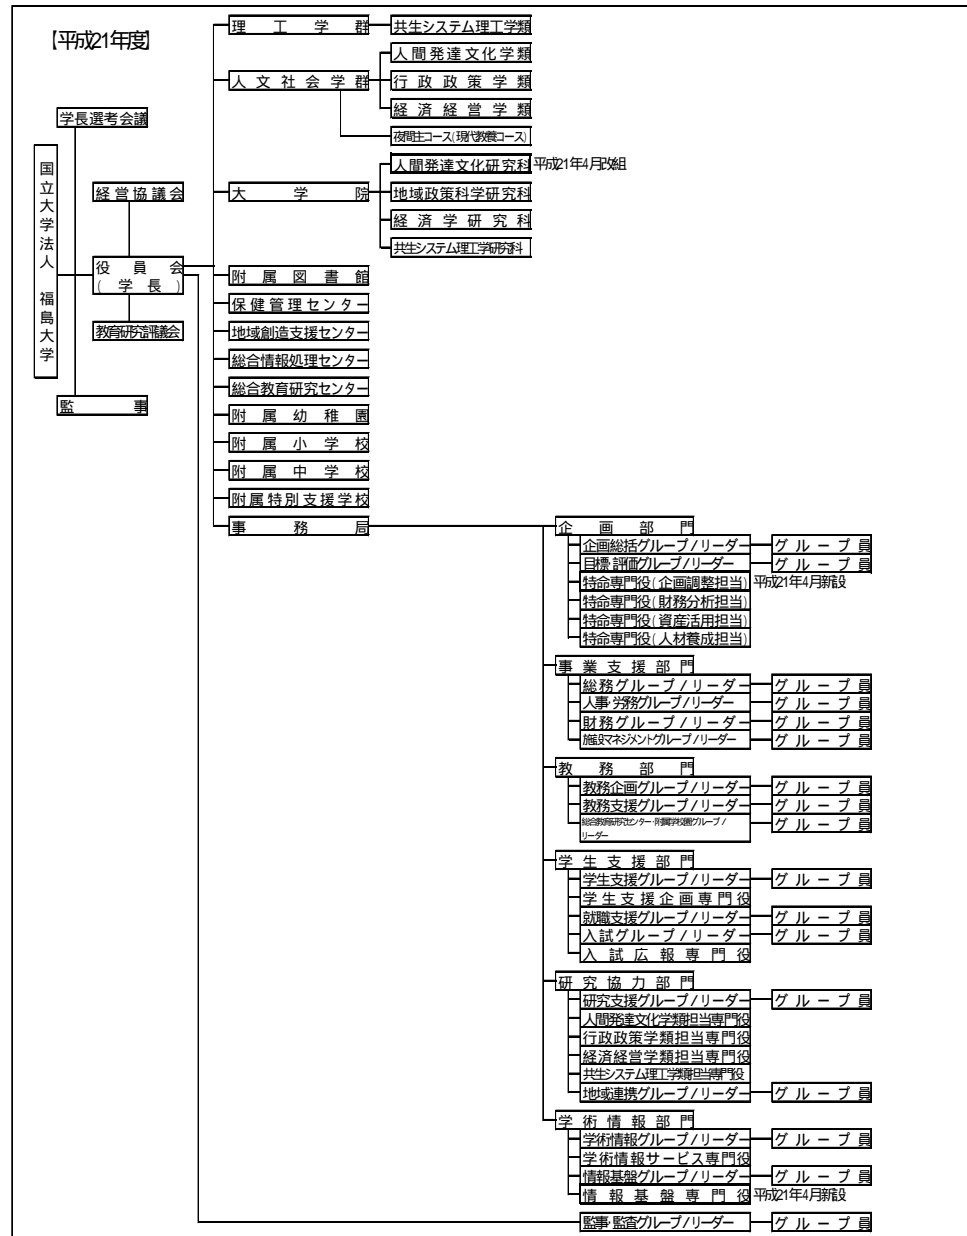 【平成21年度】
学長選考会議
国立大学法人 福島大学
経営協議会
役員会
(学長)
教育研究評議会
監事
理工学群
共生システム理工学類
人文社会学群
人間発達文化学類
行政政策学類
経済経営学類
夜間主コース(現代教養コース)
大学院
人間発達文化研究科 平成21年4月改組
地域政策科学研究科
経済学研究科
共生システム理工学研究科
附属図書館
保健管理センター
地域創造支援センター
総合情報処理センター
総合教育研究センター
附属幼稚園
附属小学校
附属中学校
附属特別支援学校
事務局
企画部門
企画総括グループ/リーダー グループ員
目標・評価グループ/リーダー グループ員
特命専門役(企画調整担当) 平成21年4月新設
特命専門役(財務分析担当)
特命専門役(資産活用担当)
特命専門役(人材養成担当)
事業支援部門
総務グループ/リーダー グループ員
人事・労務グループ/リーダー グループ員
財務グループ/リーダー グループ員
施設マネジメントグループ/リーダー グループ員
教務部門
教務企画グループ/リーダー グループ員
教務支援グループ/リーダー グループ員
総合教育研究センター・附属学校園グループ/ グループ員
リーダー
学生支援部門
学生支援グループ/リーダー グループ員
学生支援企画専門役
就職支援グループ/リーダー グループ員
入試グループ/リーダー グループ員
入試広報専門役
研究協力部門
研究支援グループ/リーダー グループ員
人間発達文化学類担当専門役
行政政策学類担当専門役
経済経営学類担当専門役
共生システム理工学類担当専門役
地域連携グループ/リーダー グループ員
学術情報部門
学術情報グループ/リーダー グループ員
学術情報サービス専門役
情報基盤グループ/リーダー グループ員
情報基盤専門役 平成21年4月新設
監事・監査グループ/リーダー グループ員